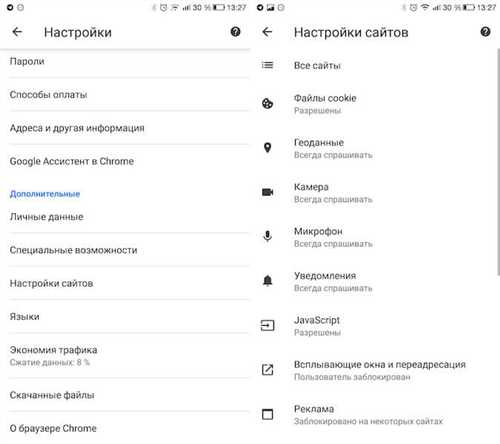 30 % 13:27
Настройки
Пароли
Способы оплаты
Адреса и другая информация
Google Ассистент в Chrome
Дополнительные
Личные данные
Специальные возможности
Настройки сайтов
Языки
Экономия трафика
Сжатие данных: 8 %
Скачанные файлы
О браузере Chrome
30 % 13:27
Настройки сайтов
Все сайты
Файлы cookie
Разрешены
Геоданные
Всегда спрашивать
Камера
Всегда спрашивать
Микрофон
Всегда спрашивать
Уведомления
Всегда спрашивать
JavaScript
Разрешены
Всплывающие окна и переадресация
Пользователь заблокирован
Реклама
Заблокировано на некоторых сайтах